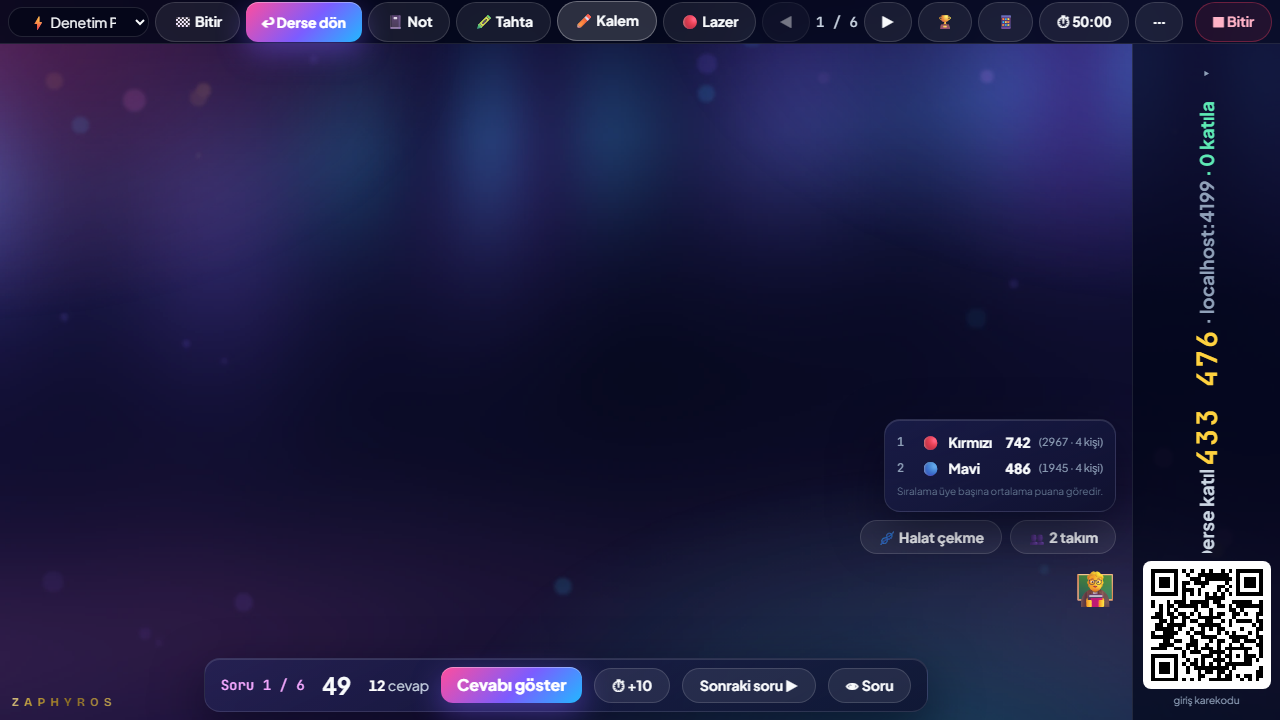 Denetim F
Bitir
Derse dön
Not
Tahta
Kalem
Lazer
1 / 6
50:00
---
Bitir
Derse katıl 433 476 · localhost:4199 · 0 katıla
1 Kırmızı 742 (2967 · 4 kişi)
2 Mavi 486 (1945 · 4 kişi)
Sıralama üye başına ortalama puana göredir.
Halat çekme
2 takım
Soru 1 / 6
49
12 cevap
Cevabı göster
+10
Sonraki soru
Soru
ZAPHYROS
giriş karekodu